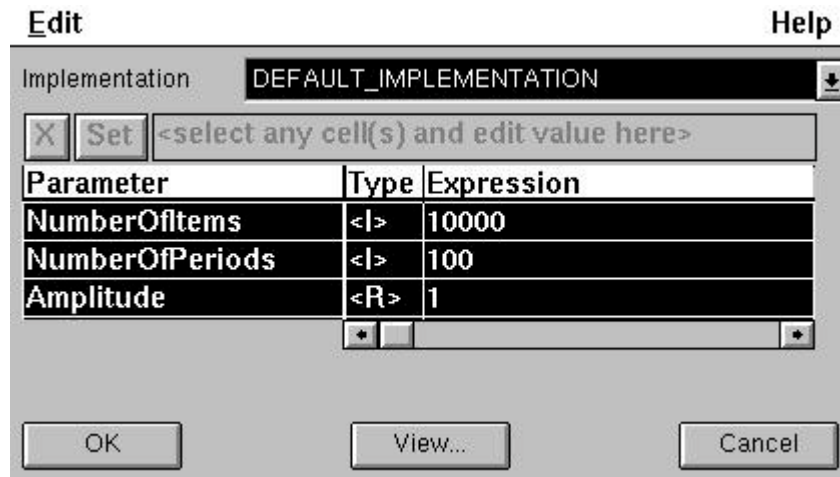 Edit Help
Implementation DEFAULT_IMPLEMENTATION
X Set <select any cell(s) and edit value here>
Parameter Type Expression
NumberOfItems <I> 10000
NumberOfPeriods <I> 100
Amplitude <R> 1
OK View... Cancel